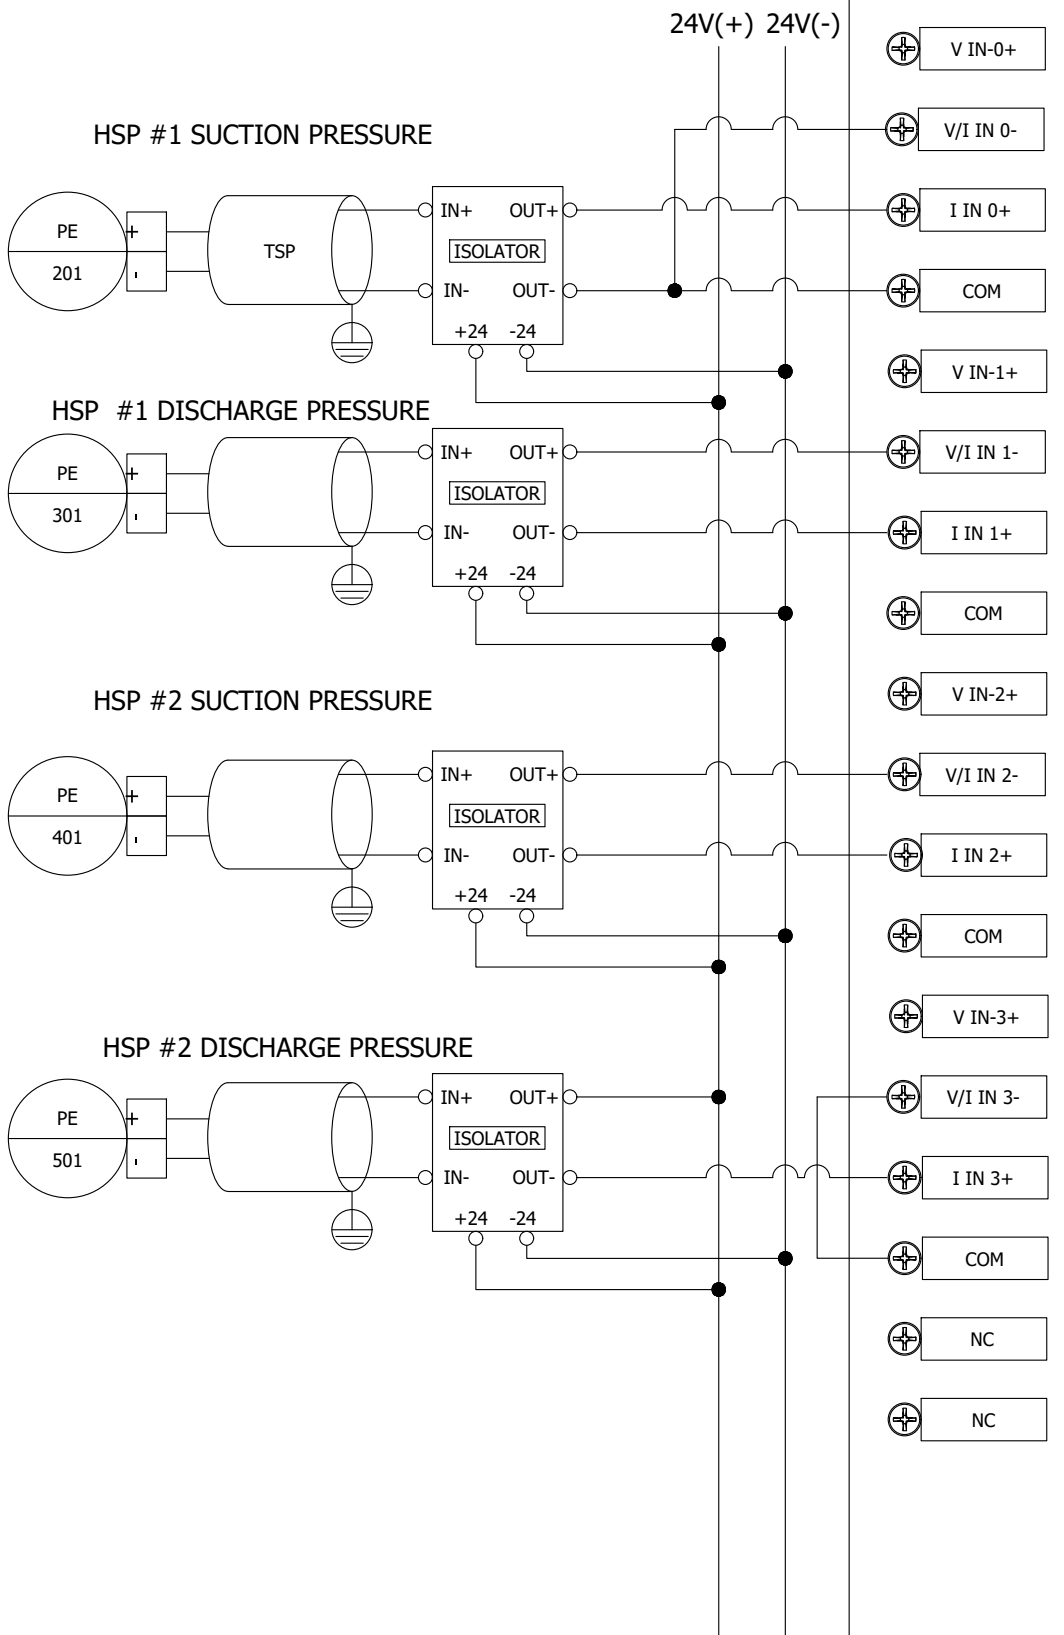 24V(+) 24V(-)
V IN-0+
HSP #1 SUCTION PRESSURE
V/I IN 0-
PE
201
+
-
TSP
IN+ OUT+
ISOLATOR
IN- OUT-
+24 -24
I IN 0+
COM
V IN-1+
HSP #1 DISCHARGE PRESSURE
PE
301
+
-
IN+ OUT+
ISOLATOR
IN- OUT-
+24 -24
V/I IN 1-
I IN 1+
COM
V IN-2+
HSP #2 SUCTION PRESSURE
PE
401
+
-
IN+ OUT+
ISOLATOR
IN- OUT-
+24 -24
V/I IN 2-
I IN 2+
COM
V IN-3+
HSP #2 DISCHARGE PRESSURE
PE
501
+
-
IN+ OUT+
ISOLATOR
IN- OUT-
+24 -24
V/I IN 3-
I IN 3+
COM
NC
NC